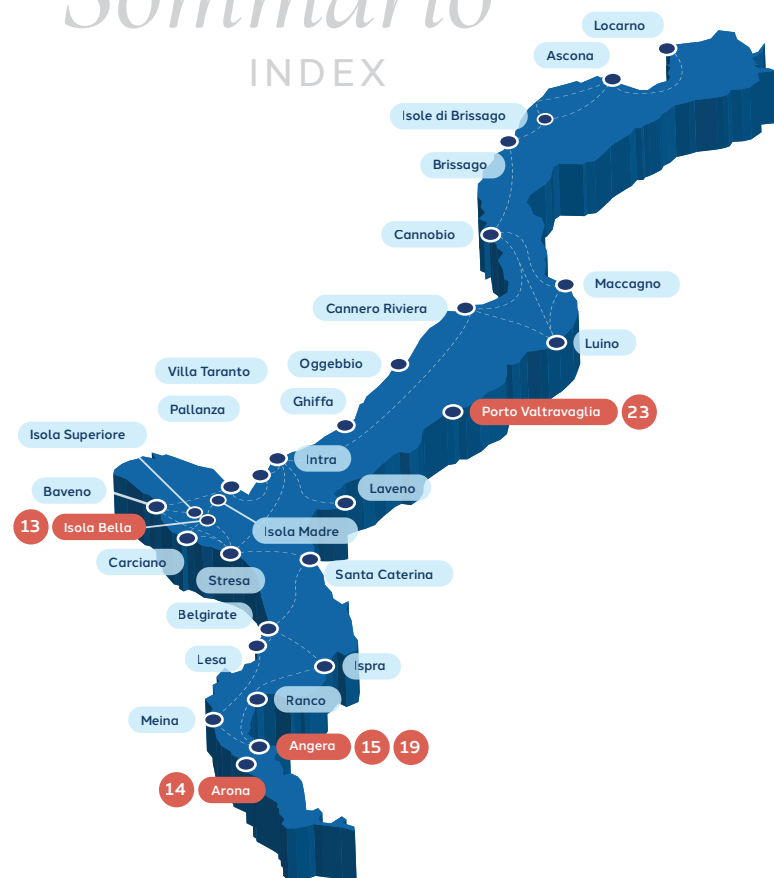 Sommario
INDEX
Locarno
Ascona
Isole di Brissago
Brissago
Cannobio
Maccagno
Cannero Riviera
Luino
Villa Taranto
Oggebbio
Pallanza
Ghiffa
Porto Valtravaglia 23
Isola Superiore
Intra
Baveno
Laveno
13 Isola Bella
Isola Madre
Carciano
Stresa
Santa Caterina
Belgirate
Lesa
Ispra
Ranco
Meina
Angera 15 19
14 Arona